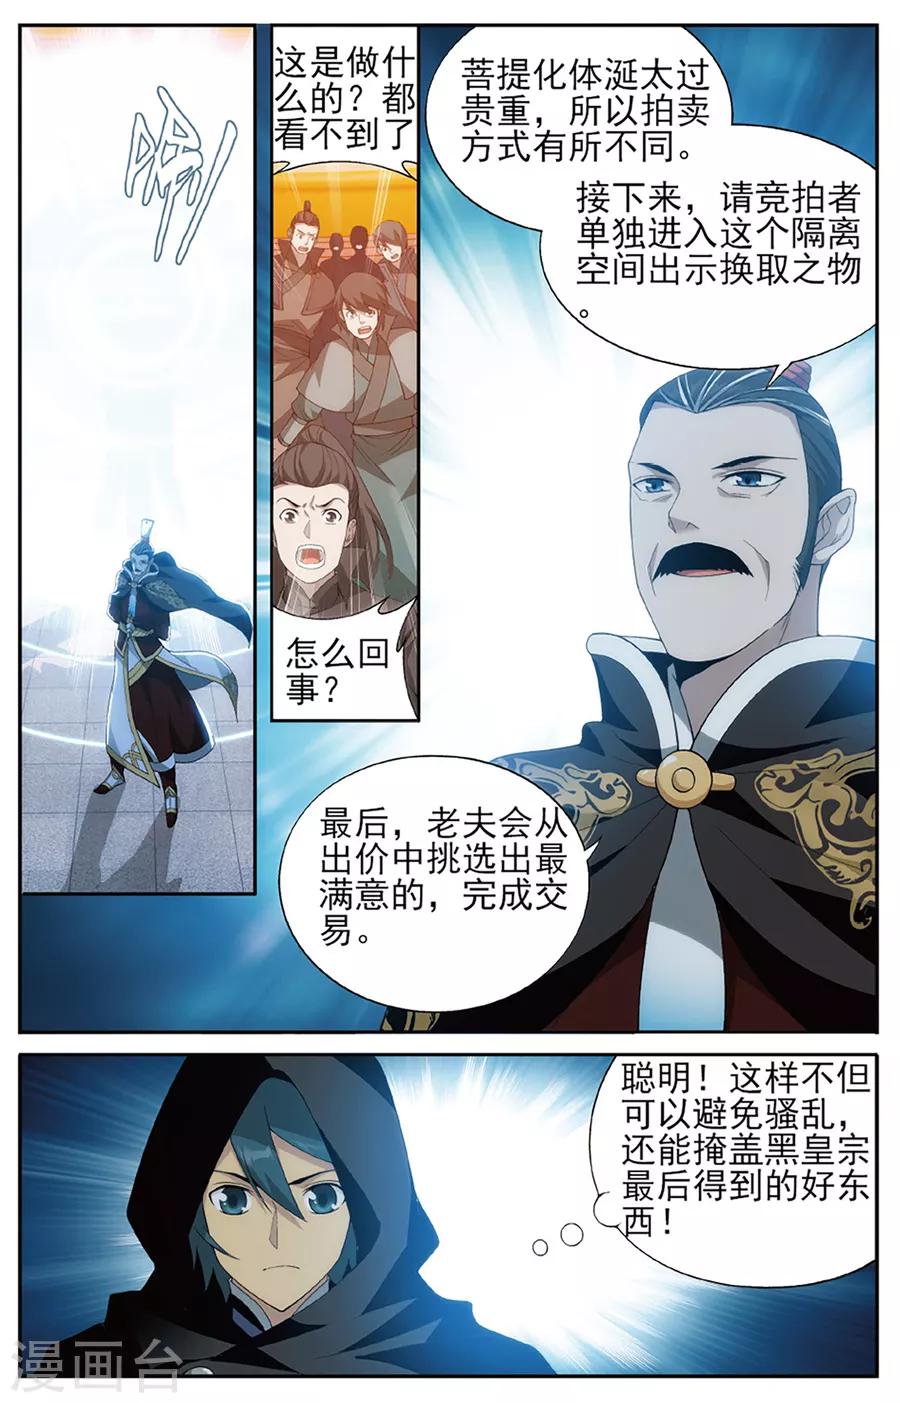 唰
这是做什
么的？都
看不到了
怎么回
事？
菩提化体涎太过
贵重，所以拍卖
方式有所不同。
接下来，请竞拍者
单独进入这个隔离
空间出示换取之物
。
最后，老夫会从
出价中挑选出最
满意的，完成交
易。
聪明！这样不但
可以避免骚乱，
还能掩盖黑皇宗
最后得到的好东
西！
漫画台